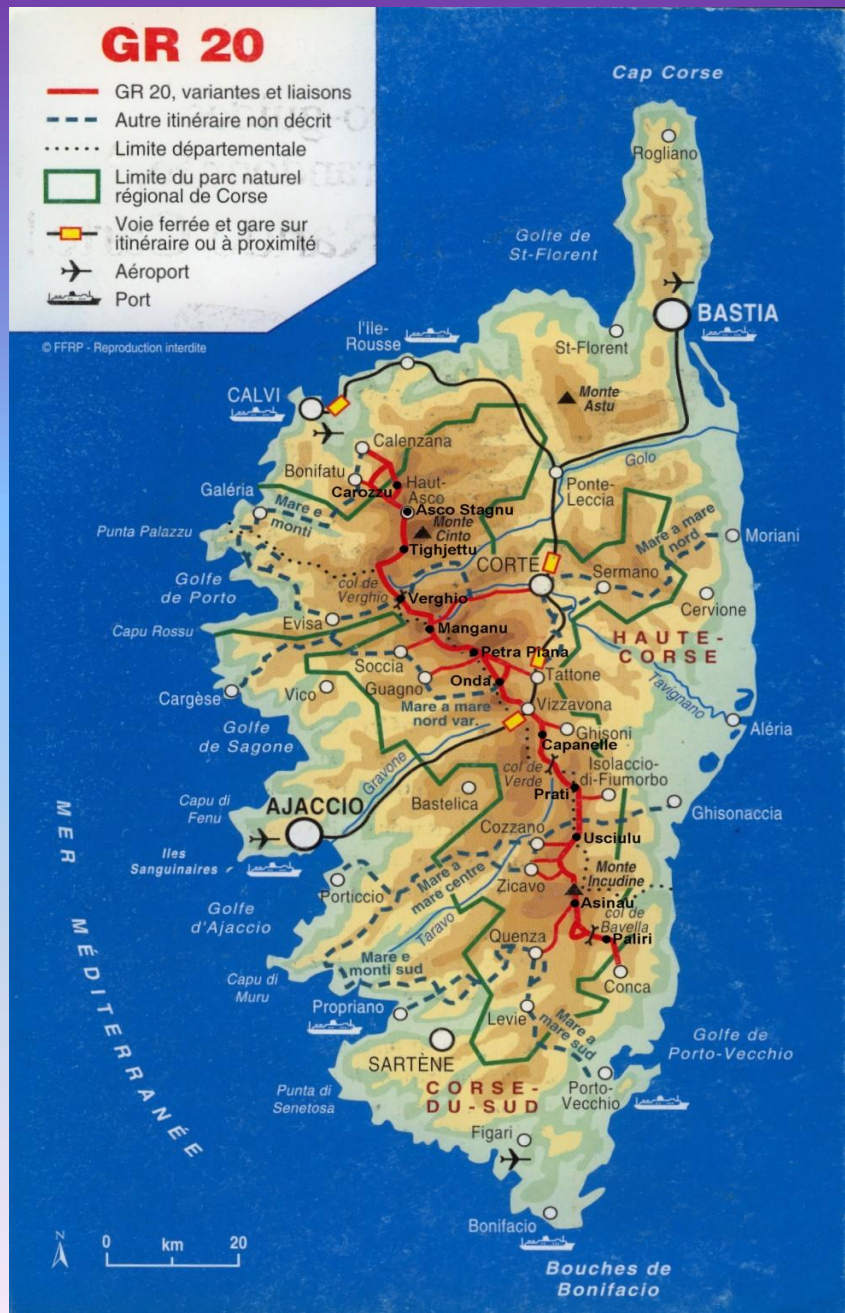 GR 20
GR 20, variantes et liaisons
Autre itinéraire non décrit
Limite départementale
Limite du parc naturel
régional de Corse
Voie ferrée et gare sur
itinéraire ou à proximité
Aéroport
Port
© FFRP - Reproduction interdite
Cap Corse
Rogliano
Golfe de
St-Florent
BASTIA
l'Ile-
Rousse
St-Florent
CALVI
Monte
Astu
Calenzana
Golo
Bonifatu
Haut-
Asco
Ponte-
Leccia
Galéria
Carozzu
Mare e
monti
Asco Stagnu
Monte
Cinto
Punta Palazzu
Mare a mare
nord
Moriani
Tighjettu
CORTE
Sermano
Golfe
de Porto
col de
Verghio
Verghio
Cervione
Evisa
Capu Rossu
Manganu
HAUTE-
CORSE
Petra Piana
Soccia
Guagno
Onda
Tattone
Tavignano
Cargèse
Vico
Mare a mare
nord var.
Vizzavona
Golfe
de Sagone
Ghisoni
Aléria
Capanelle
Gravone
col de
Verde
Isolaccio-
di-Fiumorbo
Capu di
Fenu
AJACCIO
Bastelica
Prati
Ghisonaccia
Cozzano
Usciulu
Iles
Sanguinaires
Mare a
mare centre
Zicavo
Monte
Incudine
Porticcio
Asinau
Golfe
d'Ajaccio
Taravo
col de
Bavella
Quenza
Paliri
Mare e
monti sud
Capu di
Muru
Conca
Propriano
Levie
Mare a
mare sud
Golfe de
Porto-Vecchio
SARTÈNE
CORSE-
DU-SUD
Porto-
Vecchio
Punta di
Senetosa
Figari
Bonifacio
Bouches de
Bonifacio
MER MÉDITERRANÉE
N
0 km 20